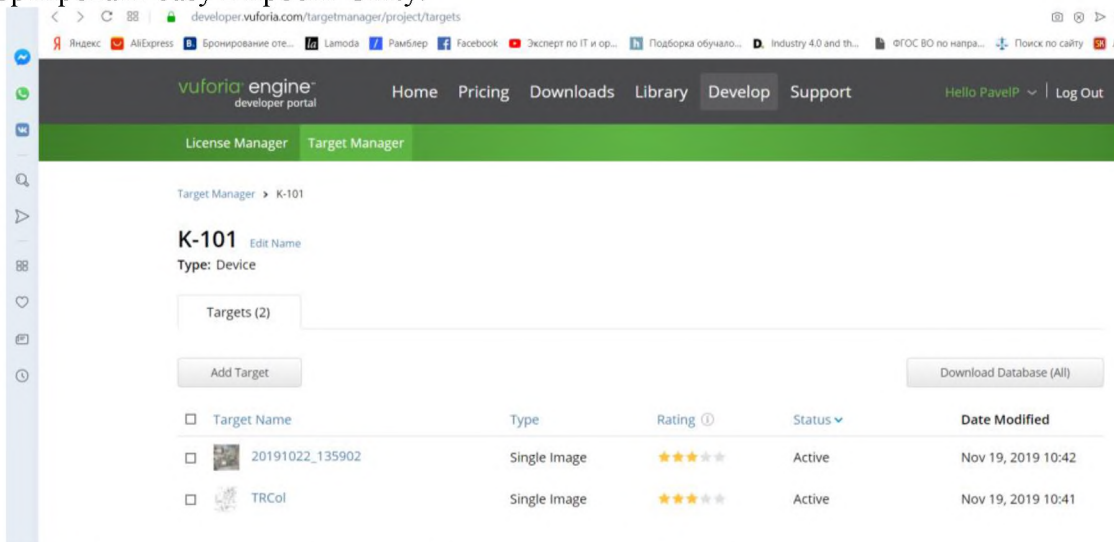 developer.vuforia.com/targetmanager/project/targets
Яндекс AliExpress Бронирование оте... Lamoda Рамблер Facebook Эксперт по IT и ор... Подборка обучало... Industry 4.0 and th... ФГОС ВО по напра... Поиск по сайту
vuforia engine™ Home Pricing Downloads Library Develop Support Hello PavelP | Log Out
developer portal
License Manager Target Manager
Target Manager > K-101
K-101 Edit Name
Type: Device
Targets (2)
Add Target Download Database (All)
Target Name Type Rating Status Date Modified
20191022_135902 Single Image Active Nov 19, 2019 10:42
TRCol Single Image Active Nov 19, 2019 10:41